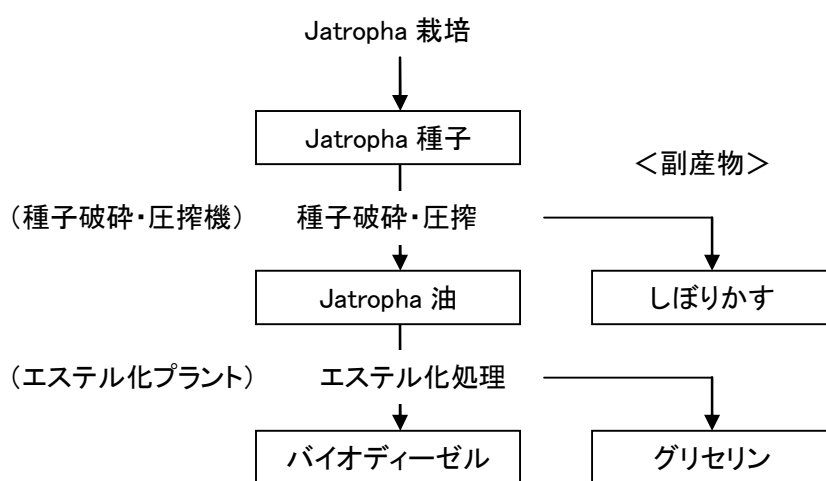 Jatropha 栽培
Jatropha 種子
＜副産物＞
（種子破砕・圧搾機） 種子破砕・圧搾
Jatropha 油 しぼりかす
（エステル化プラント） エステル化処理
バイオディーゼル グリセリン